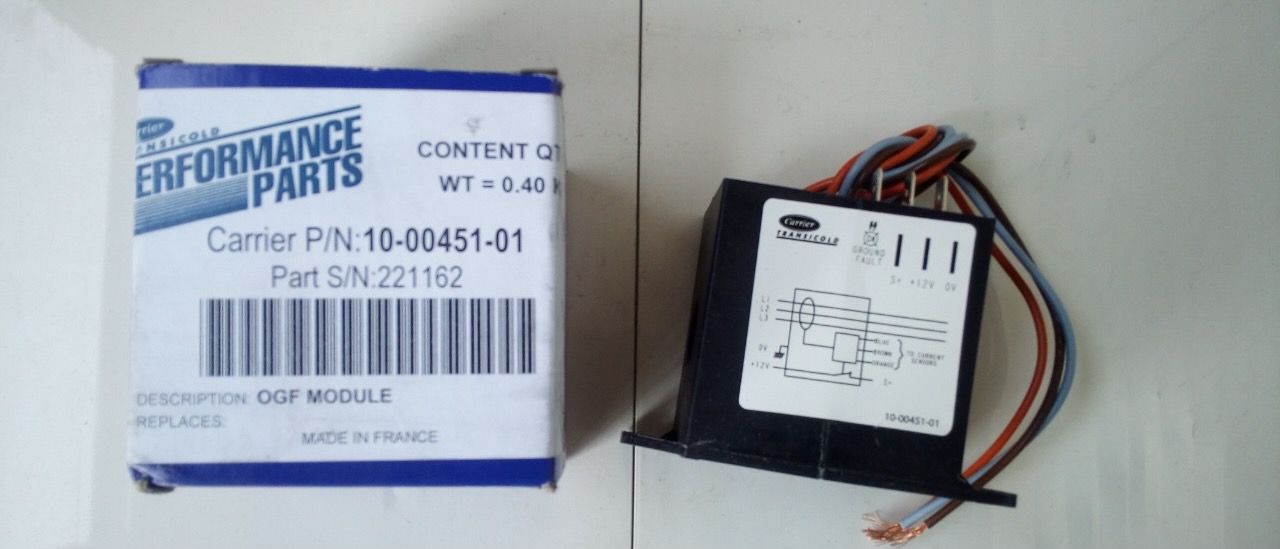 rrier
ANSICOLD
ERFORMANCE
PARTS
CONTENT QT
WT = 0.40 K
Carrier P/N:10-00451-01
Part S/N:221162
DESCRIPTION: OGF MODULE
REPLACES:
MADE IN FRANCE
Carrier
TRANSICOLD
GROUND
FAULT
S+ +12V 0V
L1
L2
L3
0V
+12V
BLUE
BROWN
ORANGE
TO CURRENT
SENSORS
S+
10-00451-01